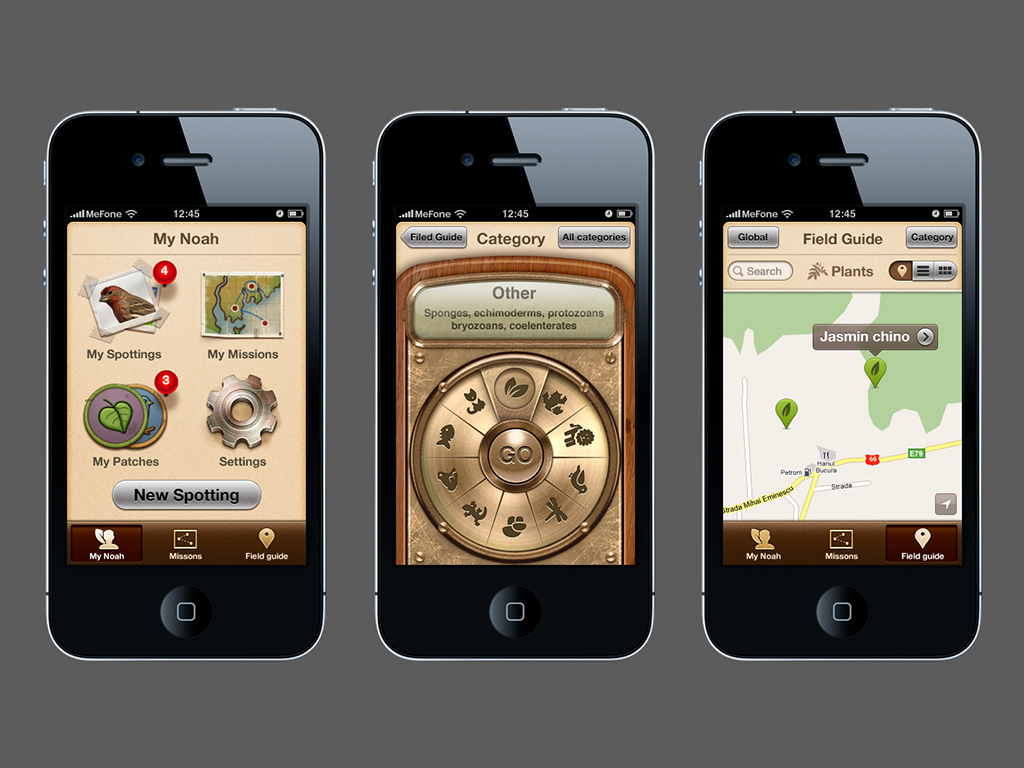 MeFone
12:45
My Noah
4
My Spottings
My Missions
3
My Patches
Settings
New Spotting
My Noah
Missons
Field guide
MeFone
12:45
Filed Guide
Category
All categories
Other
Sponges, echimoderms, protozoans
bryozoans, coelenterates
GO
MeFone
12:45
Global
Field Guide
Category
Search
Plants
Jasmin chino
Hanul
Bucura
Petrom
66
E79
Strada
Strada Mihai Eminescu
My Noah
Missons
Field guide